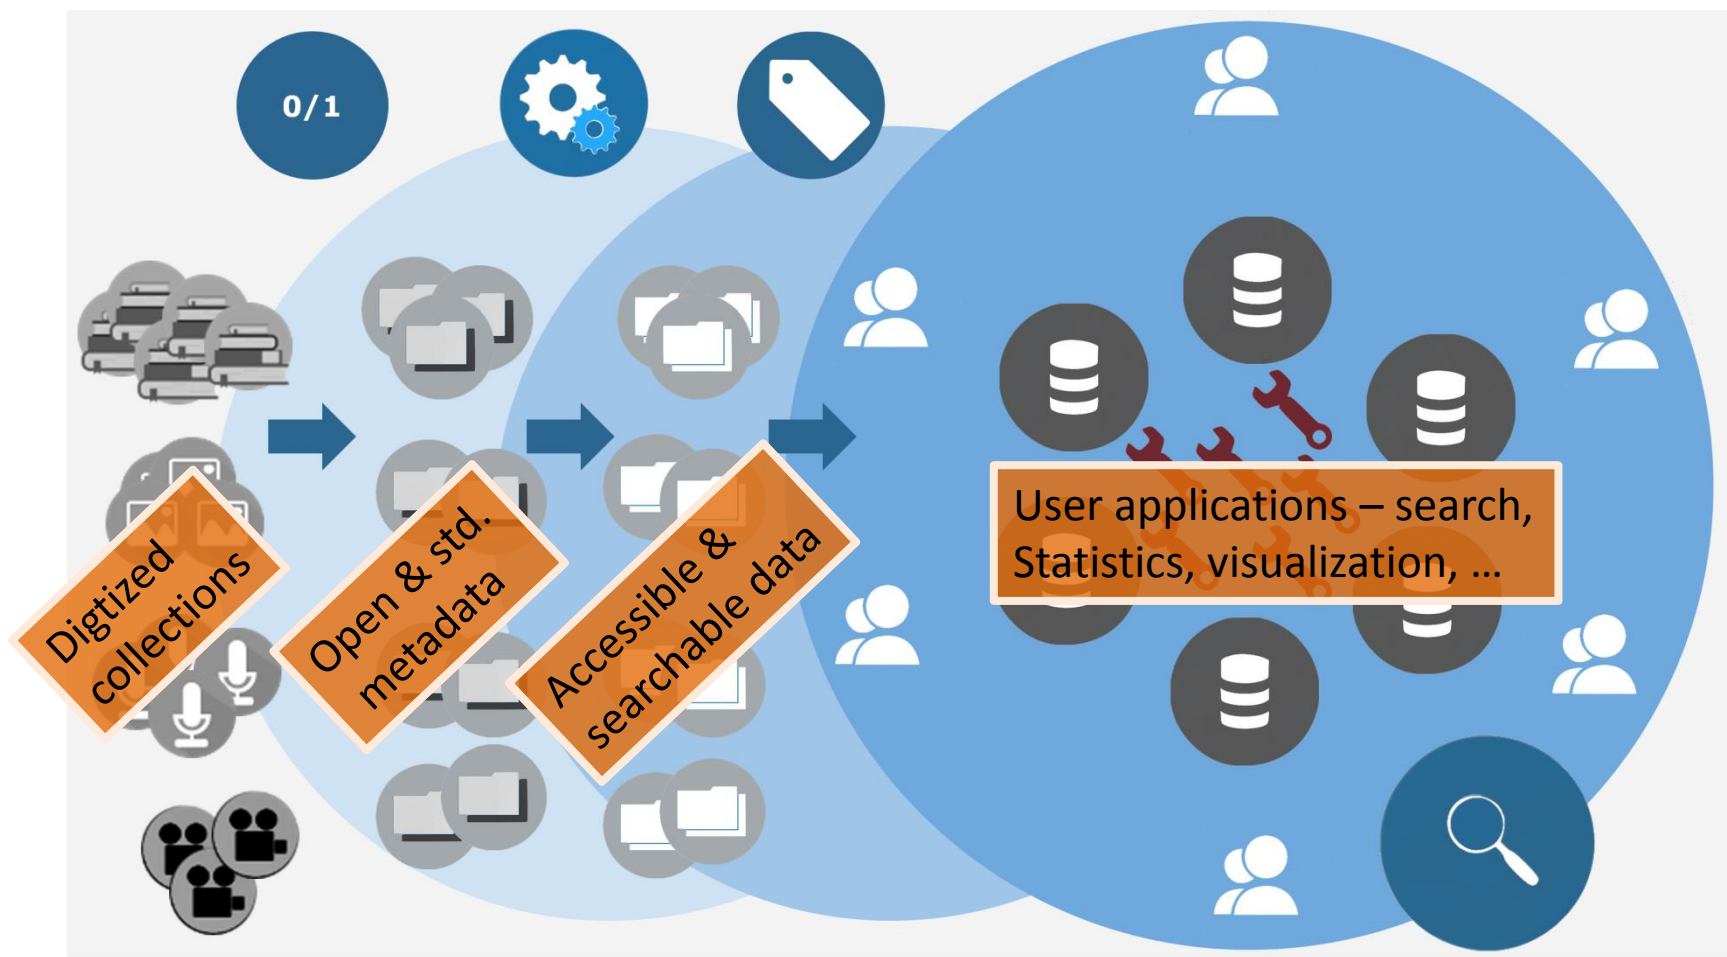 0/1
Digtized
collections
Open & std.
metadata
Accessible &
searchable data
User applications – search,
Statistics, visualization, ...